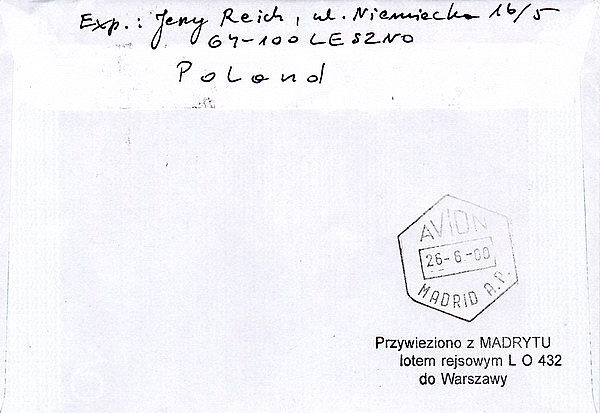 Exp.: Jerzy Reich, ul. Niemiecka 16/5
64-100 LESZNO
Poland
AVION
26-6-00
MADRID A.P.
Przywieziono z MADRYTU
lotem rejsowym L O 432
do Warszawy